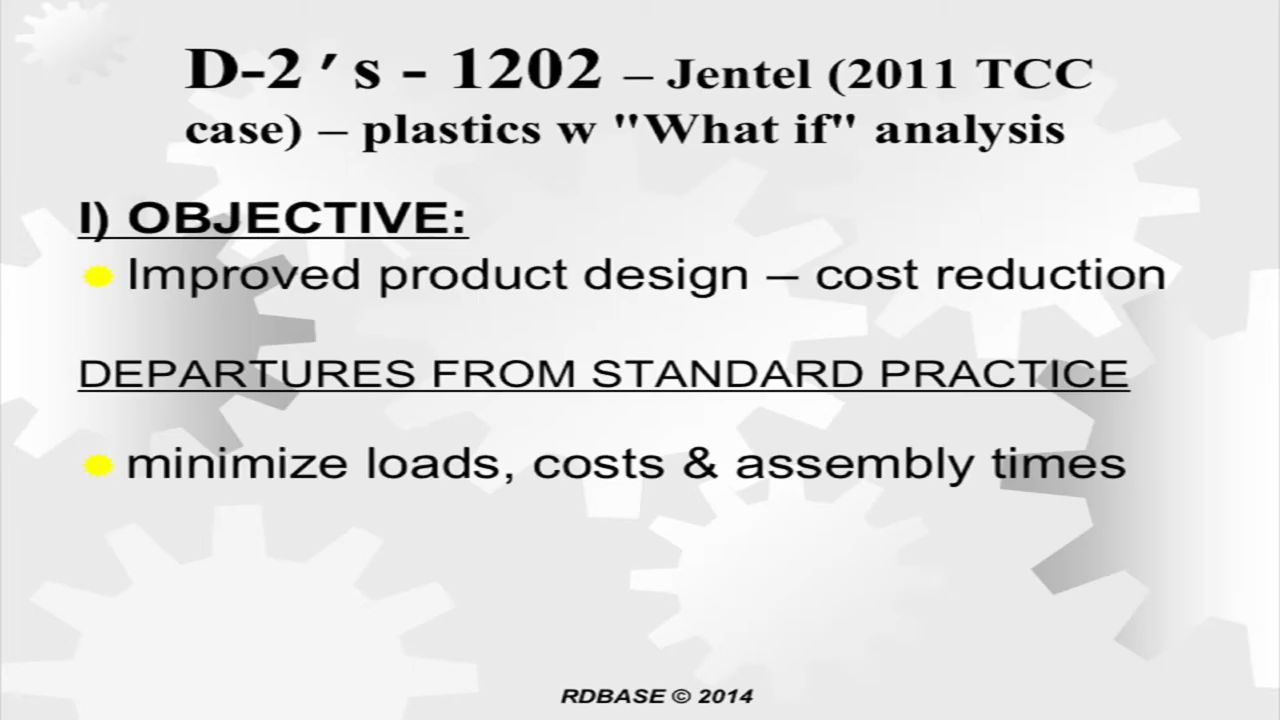 D-2's - 1202 – Jentel (2011 TCC
case) – plastics w "What if" analysis
I) OBJECTIVE:
Improved product design – cost reduction
DEPARTURES FROM STANDARD PRACTICE
minimize loads, costs & assembly times
RDBASE © 2014